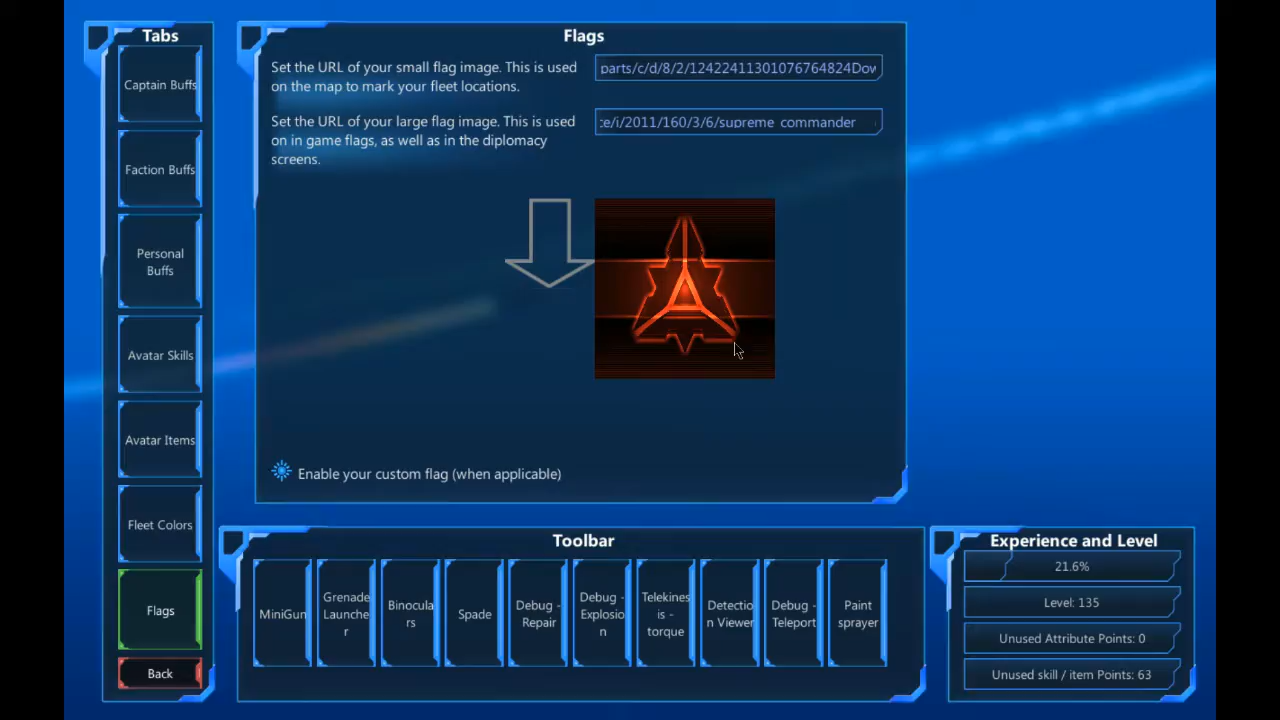 Tabs
Captain Buffs
Faction Buffs
Personal
Buffs
Avatar Skills
Avatar Items
Fleet Colors
Flags
Back
Flags
Set the URL of your small flag image. This is used
on the map to mark your fleet locations.
parts/c/d/8/2/12422411301076764824Dow
Set the URL of your large flag image. This is used
on in game flags, as well as in the diplomacy
screens.
:e/i/2011/160/3/6/supreme_commander
Enable your custom flag (when applicable)
Toolbar
MiniGun
Grenade
Launche
r
Binocula
rs
Spade
Debug -
Repair
Debug -
Explosio
n
Telekines
is -
torque
Detectio
n Viewer
Debug -
Teleport
Paint
sprayer
Experience and Level
21.6%
Level: 135
Unused Attribute Points: 0
Unused skill / item Points: 63